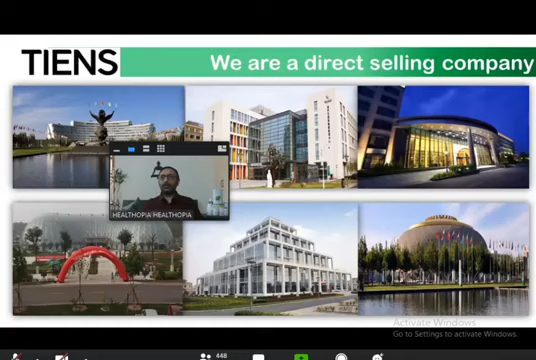 TIENS
We are a direct selling company
HEALTHOPIA HEALTHOPIA
Activate Windows
Go to Settings to activate Windows.
448